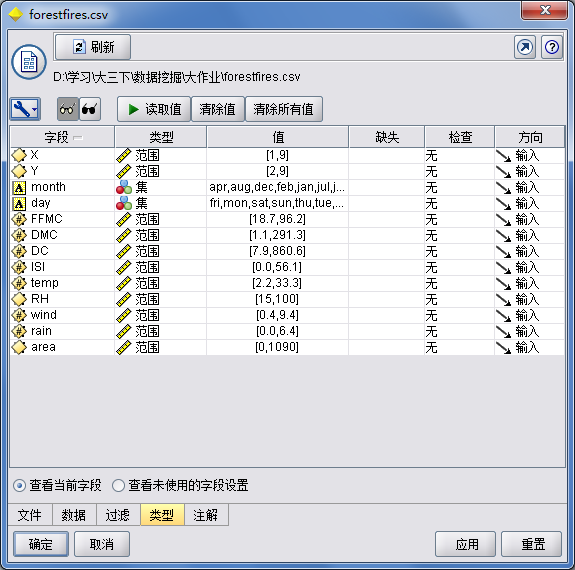 forestfires.csv
刷新
D:\学习\大三下\数据挖掘\大作业\forestfires.csv
读取值 清除值 清除所有值
字段 类型 值 缺失 检查 方向
X 范围 [1,9] 无 输入
Y 范围 [2,9] 无 输入
A month 集 apr,aug,dec,feb,jan,jul,j... 无 输入
A day 集 fri,mon,sat,sun,thu,tue,... 无 输入
# FFMC 范围 [18.7,96.2] 无 输入
# DMC 范围 [1.1,291.3] 无 输入
# DC 范围 [7.9,860.6] 无 输入
# ISI 范围 [0.0,56.1] 无 输入
# temp 范围 [2.2,33.3] 无 输入
RH 范围 [15,100] 无 输入
# wind 范围 [0.4,9.4] 无 输入
# rain 范围 [0.0,6.4] 无 输入
area 范围 [0,1090] 无 输入
查看当前字段 查看未使用的字段设置
文件 数据 过滤 类型 注解
确定 取消 应用 重置